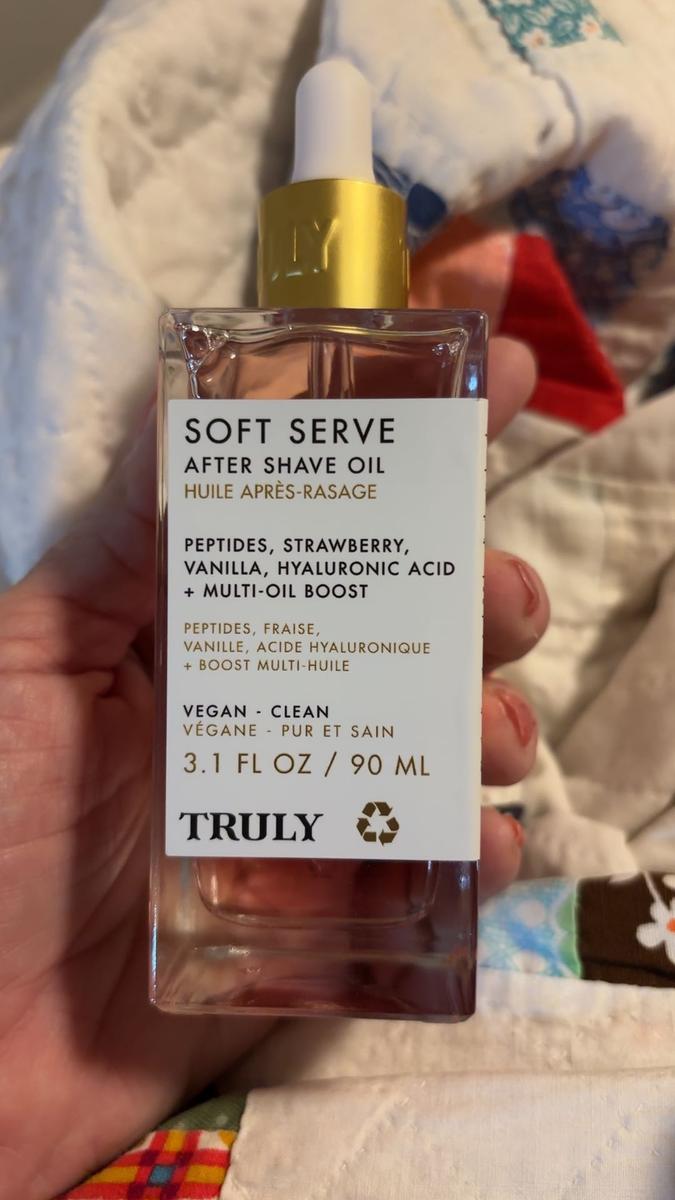 SOFT SERVE
AFTER SHAVE OIL
HUILE APRÈS-RASAGE
PEPTIDES, STRAWBERRY,
VANILLA, HYALURONIC ACID
+ MULTI-OIL BOOST
PEPTIDES, FRAISE,
VANILLE, ACIDE HYALURONIQUE
+ BOOST MULTI-HUILE
VEGAN - CLEAN
VÉGANE - PUR ET SAIN
3.1 FL OZ / 90 ML
TRULY